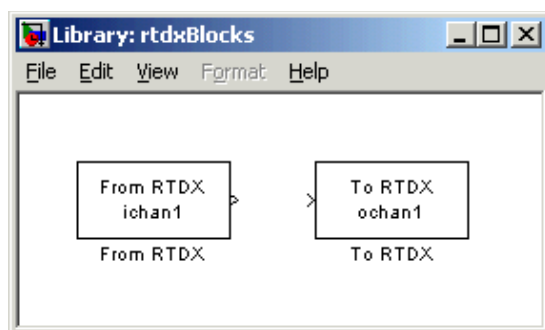 Library: rtdxBlocks
File Edit View Format Help
From RTDX
ichan1
From RTDX
To RTDX
ochan1
To RTDX